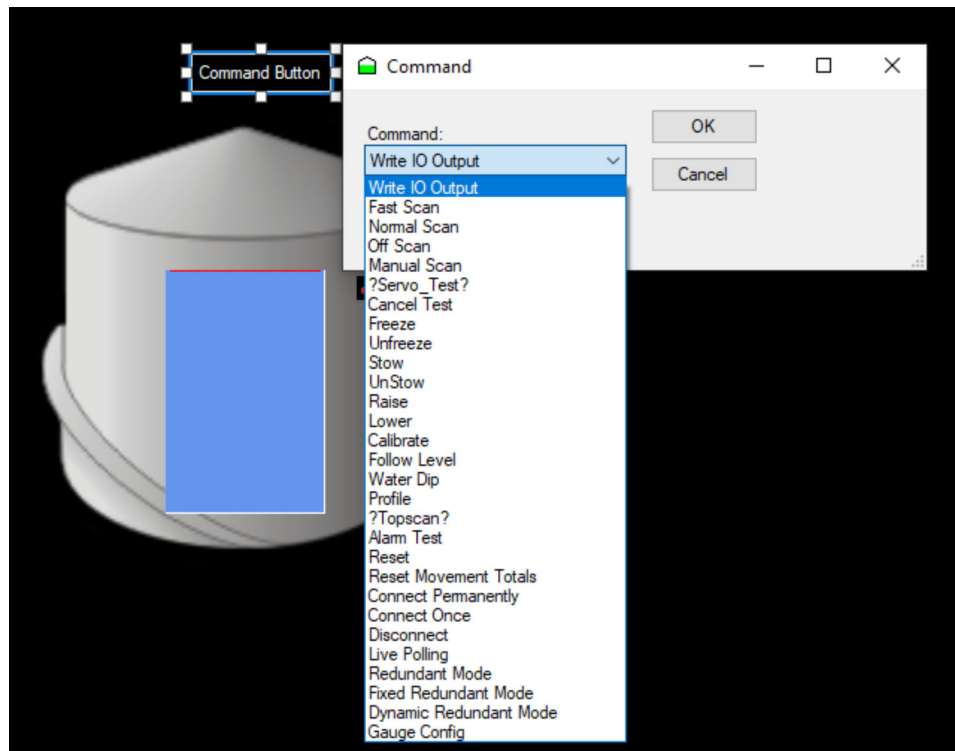 Command Button
Command
Command:
OK
Write IO Output
Cancel
Write IO Output
Fast Scan
Normal Scan
Off Scan
Manual Scan
?Servo_Test?
Cancel Test
Freeze
Unfreeze
Stow
UnStow
Raise
Lower
Calibrate
Follow Level
Water Dip
Profile
?Topscan?
Alarm Test
Reset
Reset Movement Totals
Connect Permanently
Connect Once
Disconnect
Live Polling
Redundant Mode
Fixed Redundant Mode
Dynamic Redundant Mode
Gauge Config